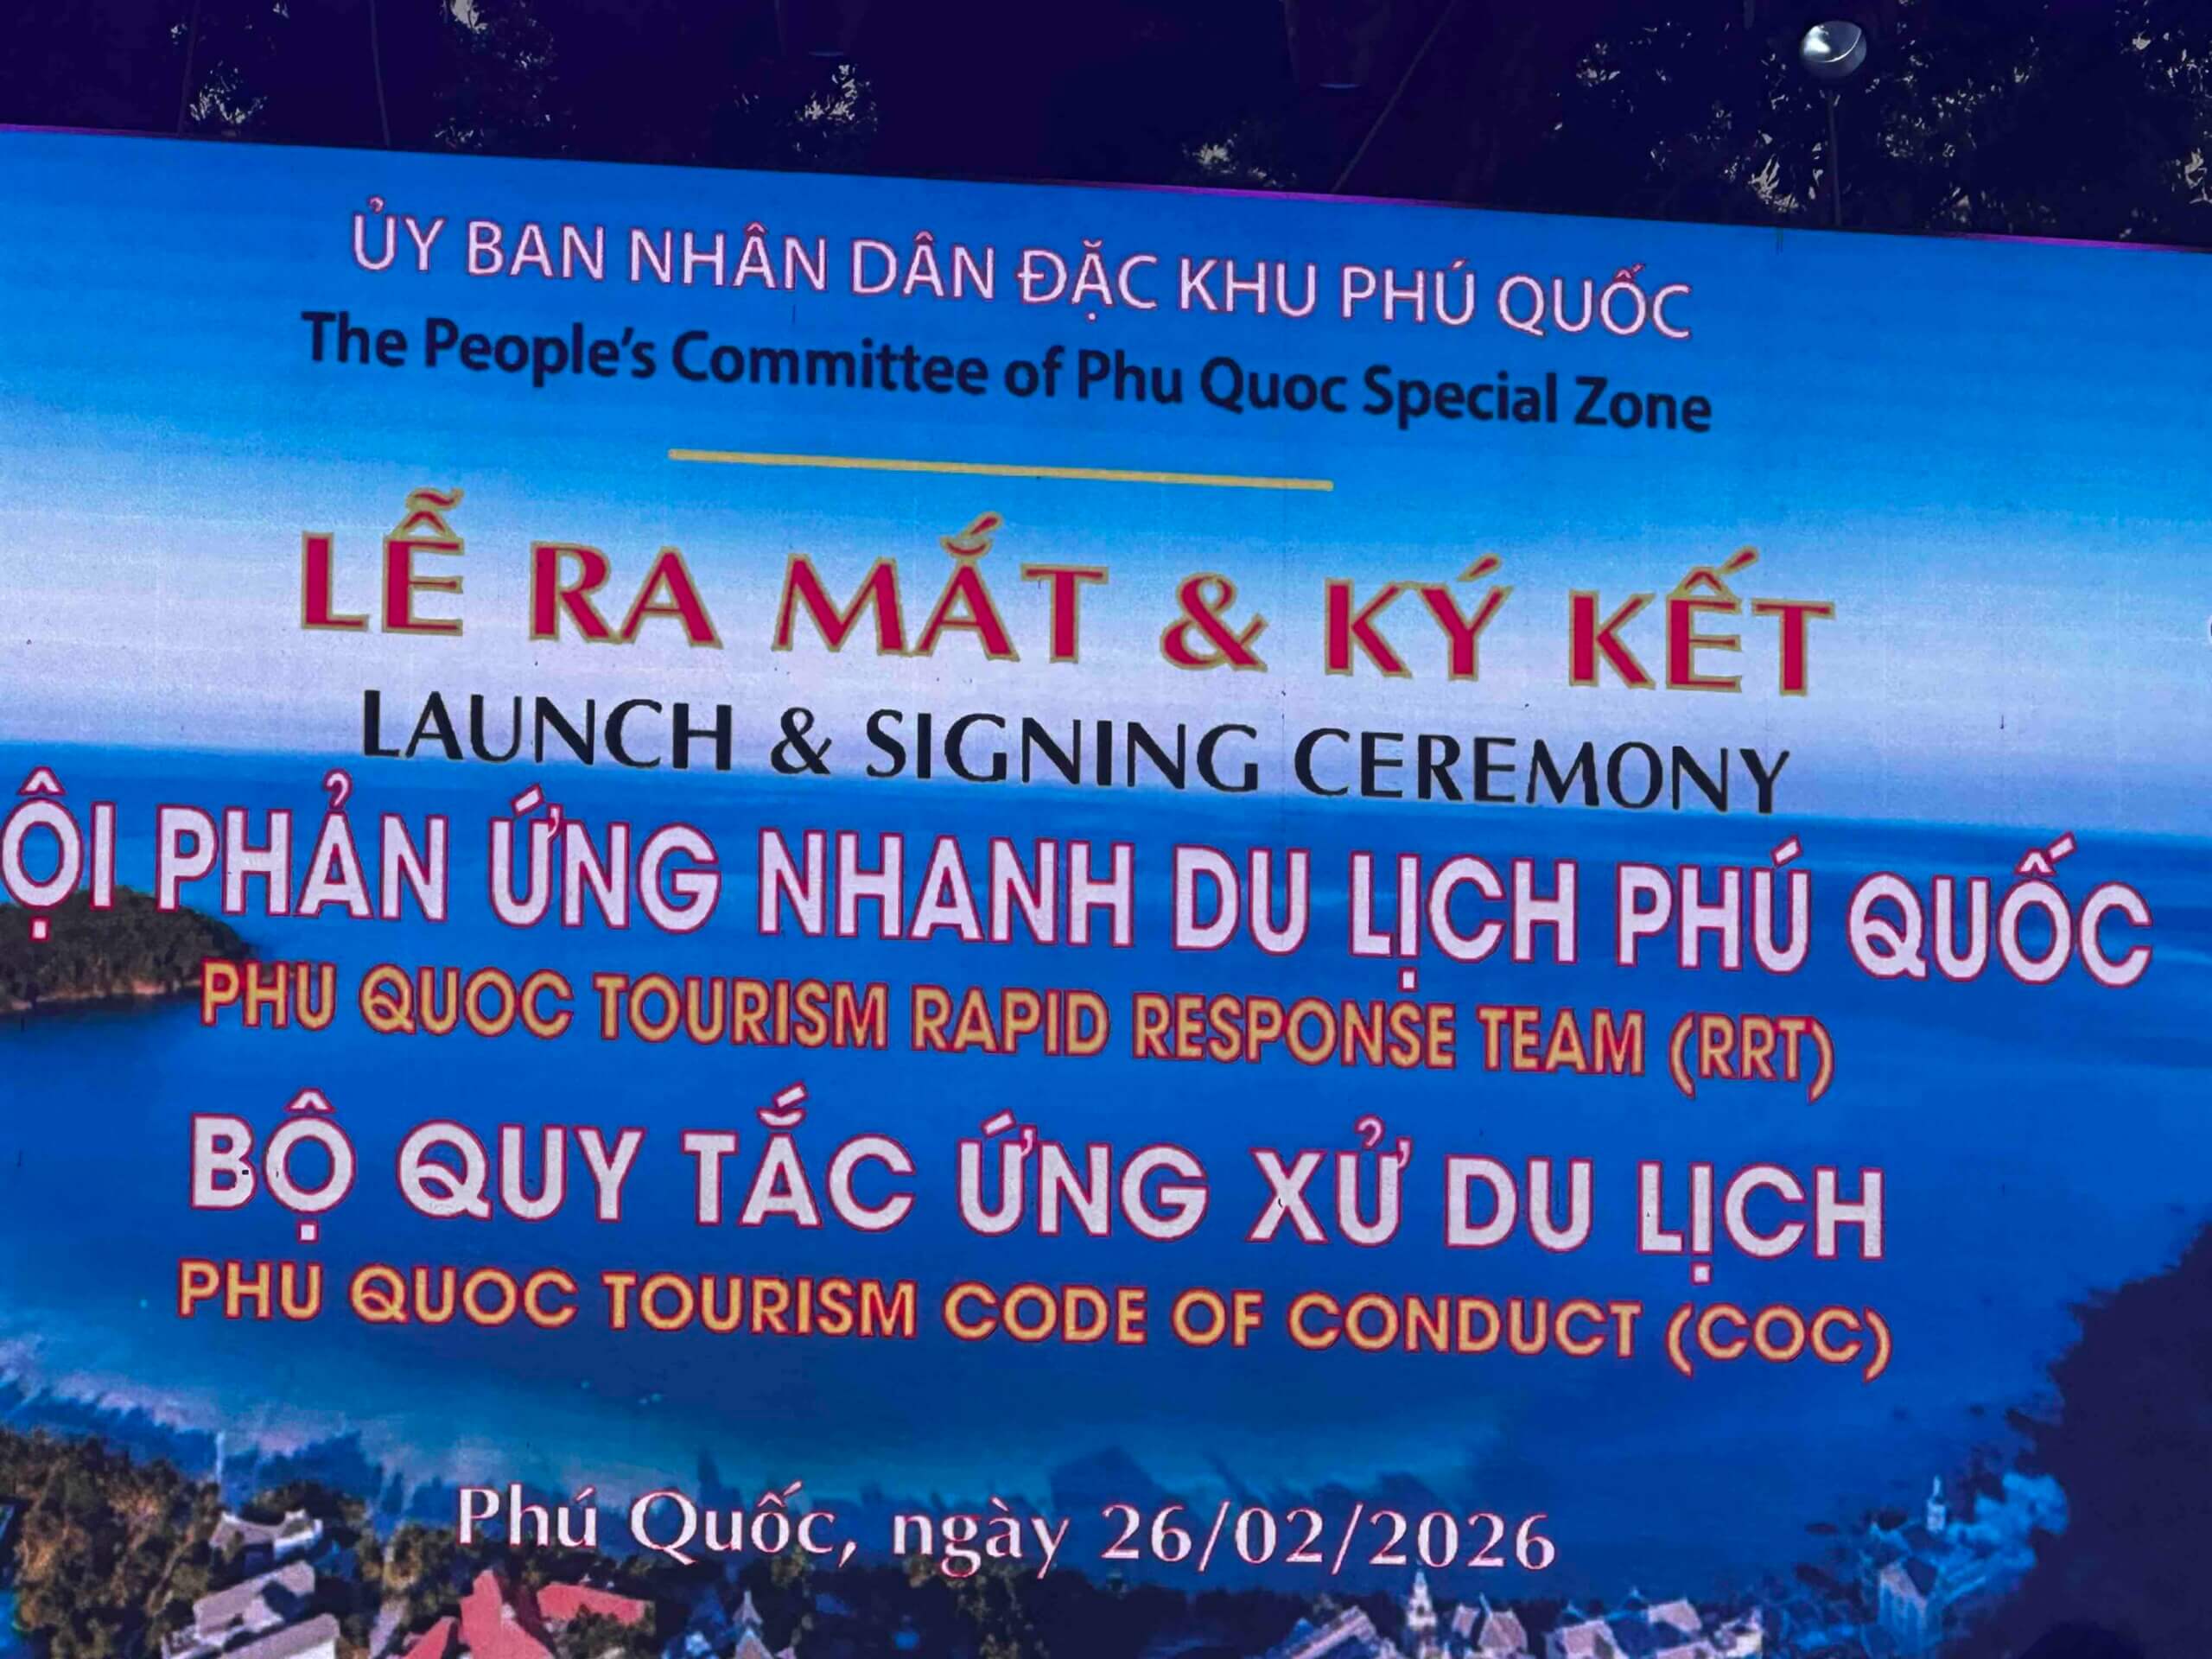 ỦY BAN NHÂN DÂN ĐẶC KHU PHÚ QUỐC
The People's Committee of Phu Quoc Special Zone
LỄ RA MẮT & KÝ KẾT
LAUNCH & SIGNING CEREMONY
ỘI PHẢN ỨNG NHANH DU LỊCH PHÚ QUỐC
PHU QUOC TOURISM RAPID RESPONSE TEAM (RRT)
BỘ QUY TẮC ỨNG XỬ DU LỊCH
PHU QUOC TOURISM CODE OF CONDUCT (COC)
Phú Quốc, ngày 26/02/2026